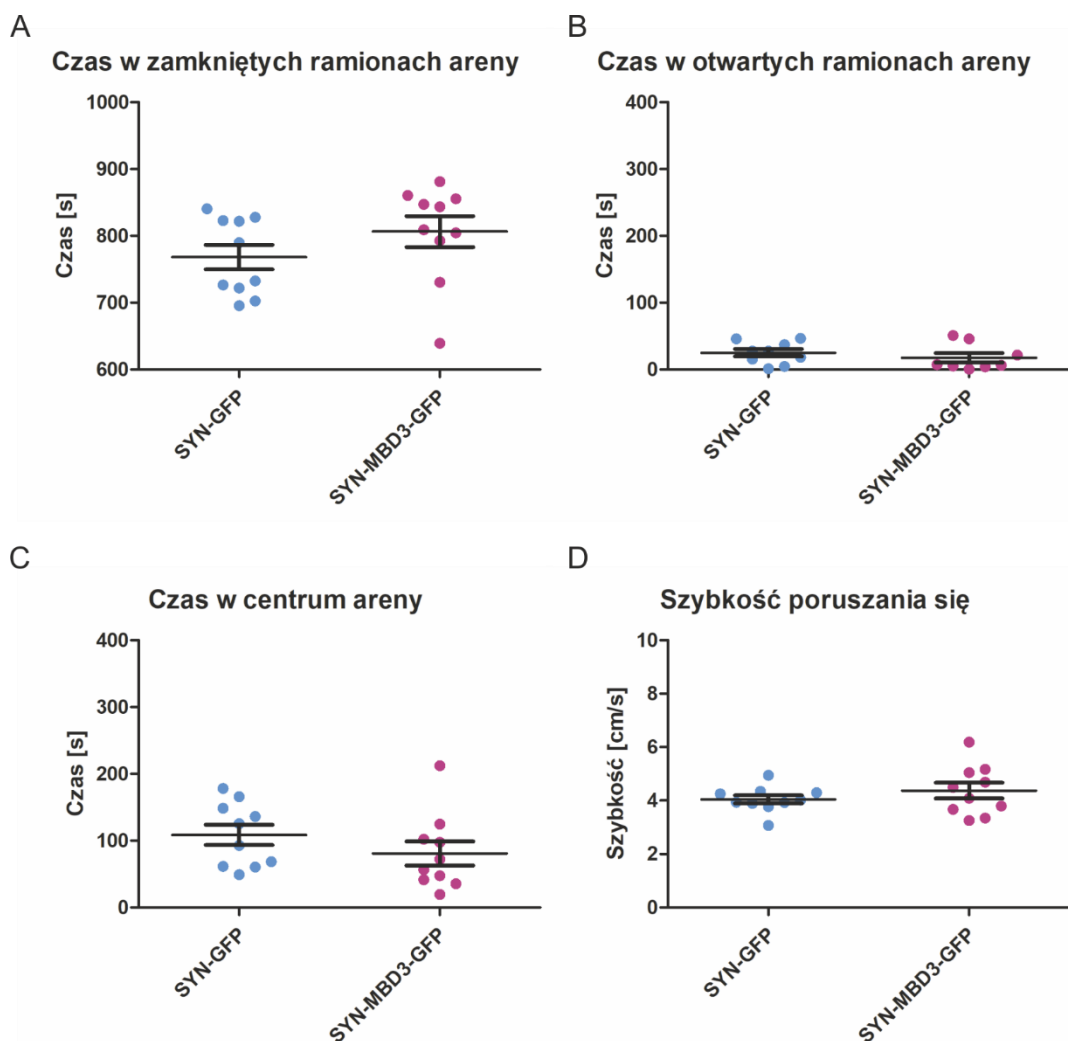 A
Czas w zamkniętych ramionach areny
Czas [s]
1000
900
800
700
600
SYN-GFP
SYN-MBD3-GFP
B
Czas w otwartych ramionach areny
Czas [s]
400
300
200
100
0
SYN-GFP
SYN-MBD3-GFP
C
Czas w centrum areny
Czas [s]
400
300
200
100
0
SYN-GFP
SYN-MBD3-GFP
D
Szybkość poruszania się
Szybkość [cm/s]
10
8
6
4
2
0
SYN-GFP
SYN-MBD3-GFP